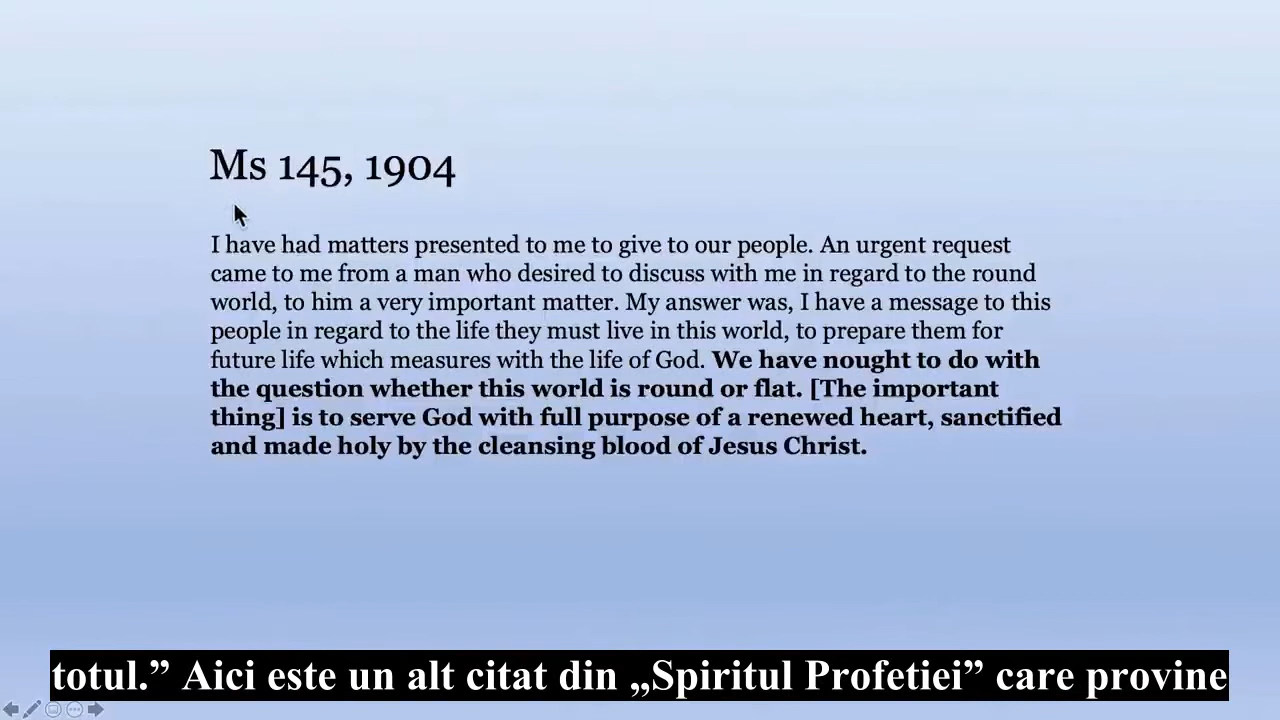 Ms 145, 1904
I have had matters presented to me to give to our people. An urgent request
came to me from a man who desired to discuss with me in regard to the round
world, to him a very important matter. My answer was, I have a message to this
people in regard to the life they must live in this world, to prepare them for
future life which measures with the life of God. We have nought to do with
the question whether this world is round or flat. [The important
thing] is to serve God with full purpose of a renewed heart, sanctified
and made holy by the cleansing blood of Jesus Christ.
totul.” Aici este un alt citat din „Spiritul Profetiei” care provine